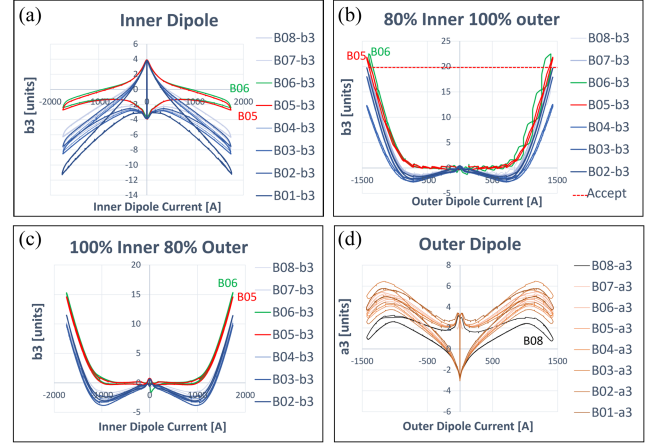 (a)
Inner Dipole
6
4
2
0
-2
-4
-6
-8
-10
-12
-14
-2000
1000
0
1000
2000
b3 [units]
Inner Dipole Current [A]
B06
B05
B08-b3
B07-b3
B06-b3
B05-b3
B04-b3
B03-b3
B02-b3
B01-b3
(b)
80% Inner 100% outer
B05
B06
25
20
15
10
5
0
-5
-1500
-500
500
1500
b3 [units]
Outer Dipole Current [A]
B08-b3
B07-b3
B06-b3
B05-b3
B04-b3
B03-b3
B02-b3
Accept
(c)
100% Inner 80% Outer
B06
B05
20
15
10
5
0
-5
-10
-2000
-1000
0
1000
2000
b3 [units]
Inner Dipole Current [A]
B08-b3
B07-b3
B06-b3
B05-b3
B04-b3
B03-b3
B02-b3
(d)
Outer Dipole
8
6
4
2
0
-2
-4
-6
-1500
-500
500
1500
a3 [units]
Outer Dipole Current [A]
B08
B08-a3
B07-a3
B06-a3
B05-a3
B04-a3
B03-a3
B02-a3
B01-a3